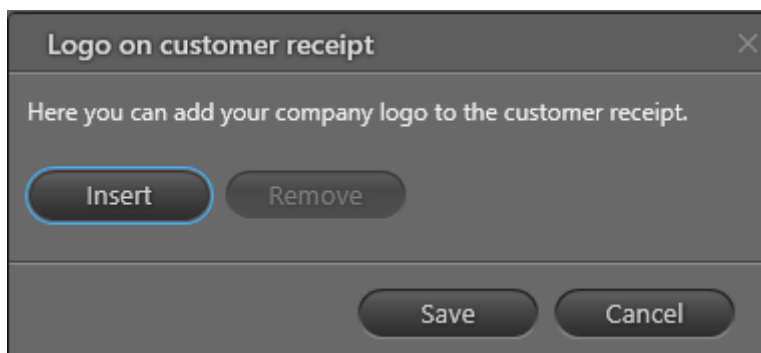 Logo on customer receipt
Here you can add your company logo to the customer receipt.
Insert Remove
Save Cancel